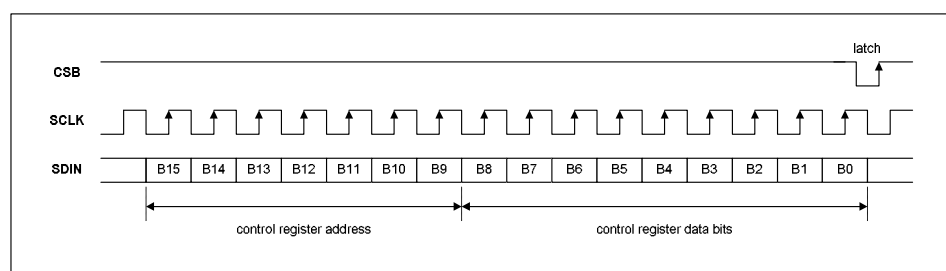 latch
CSB
SCLK
SDIN B15 B14 B13 B12 B11 B10 B9 B8 B7 B6 B5 B4 B3 B2 B1 B0
control register address control register data bits